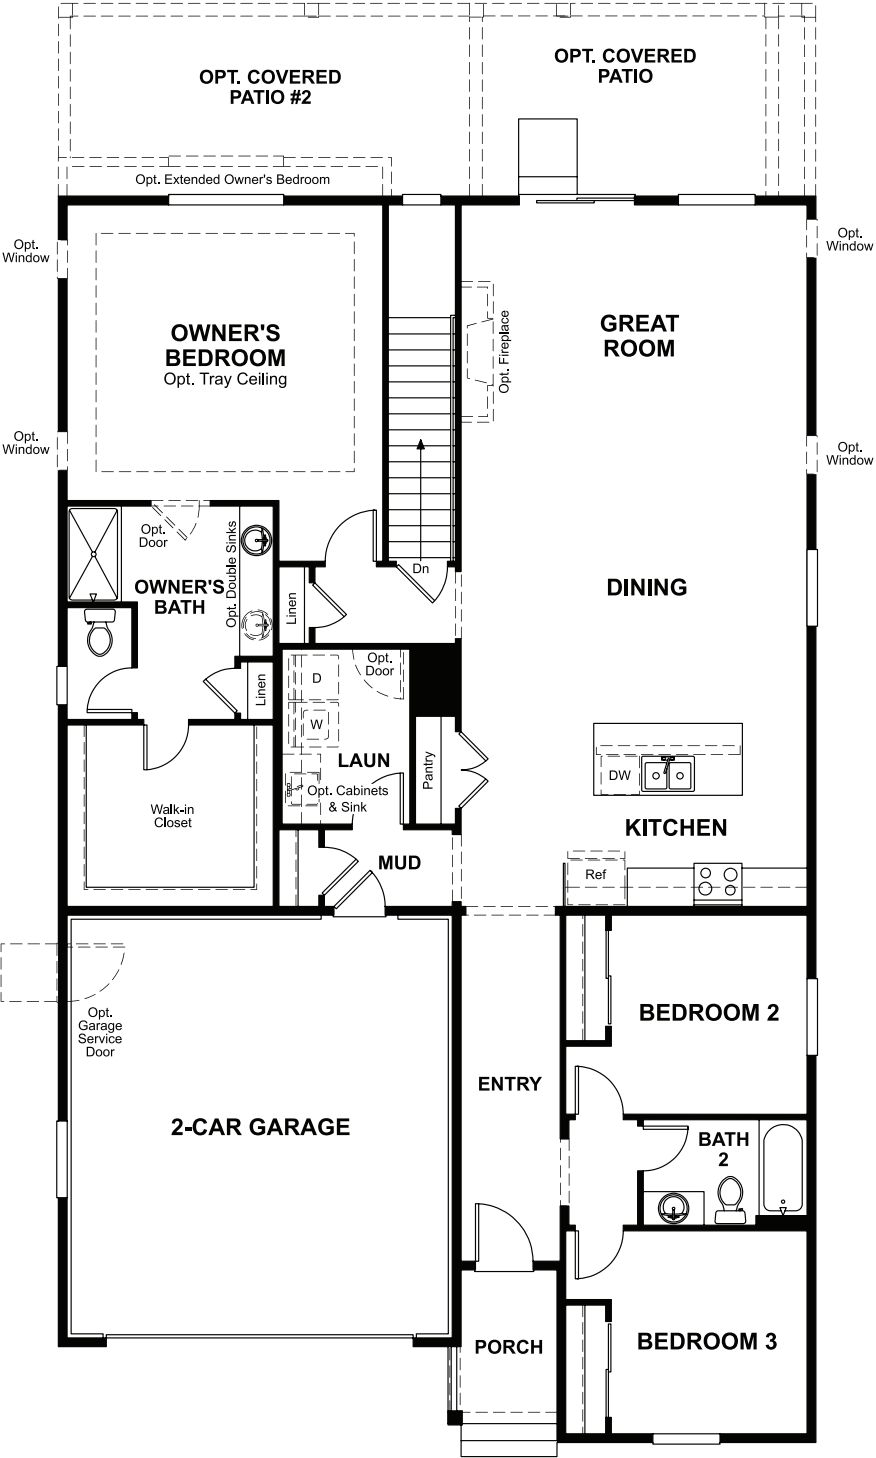 OPT. COVERED
PATIO #2
OPT. COVERED
PATIO
Opt. Extended Owner's Bedroom
Opt.
Window
Opt.
Window
OWNER'S
BEDROOM
Opt. Tray Ceiling
Opt. Fireplace
GREAT
ROOM
Opt.
Window
Opt.
Window
Opt.
Door
Opt. Double Sinks
OWNER'S
BATH
Dn
Linen
DINING
Linen
D
Opt.
Door
W
LAUN
Opt. Cabinets
& Sink
Pantry
DW
Walk-in
Closet
KITCHEN
MUD
Ref
Opt.
Garage
Service
Door
BEDROOM 2
ENTRY
2-CAR GARAGE
BATH
2
PORCH
BEDROOM 3